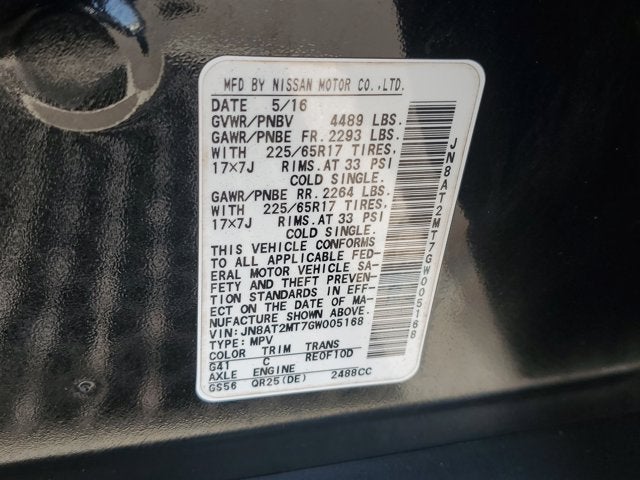 MFD BY NISSAN MOTOR CO.,LTD.
DATE 5/16
GVWR/PNBV 4489 LBS.
GAWR/PNBE FR. 2293 LBS.
WITH 225/65R17 TIRES,
17×7J RIMS.AT 33 PSI
COLD SINGLE.
GAWR/PNBE RR. 2264 LBS.
WITH 225/65R17 TIRES,
17×7J RIMS.AT 33 PSI
COLD SINGLE.
THIS VEHICLE CONFORMS
TO ALL APPLICABLE FED-
ERAL MOTOR VEHICLE SA-
FETY AND THEFT PREVEN-
TION STANDARDS IN EFF-
ECT ON THE DATE OF MA-
NUFACTURE SHOWN ABOVE.
VIN: JN8AT2MT7GW005168
TYPE: MPV
COLOR TRIM TRANS
G41 C RE0F10D
AXLE ENGINE
GS56 QR25(DE) 2488CC
JN8AT2MT7GW005168